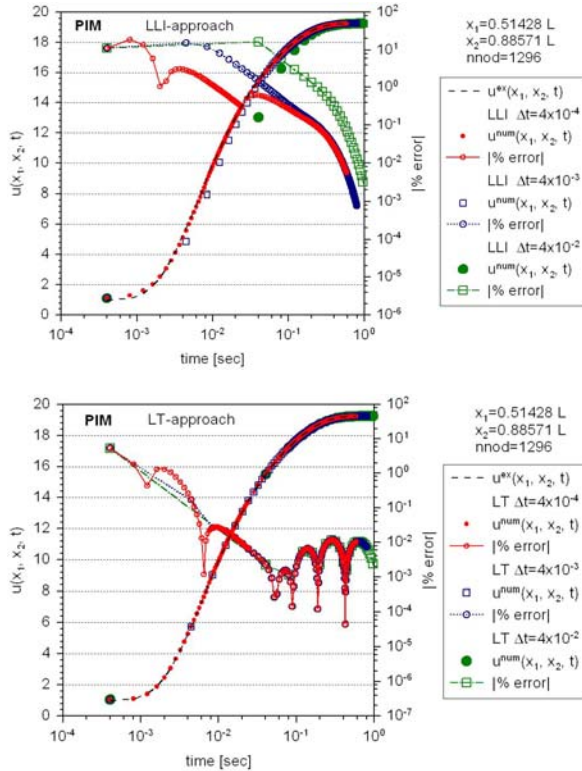 PIM LLI-approach
20
18
16
14
12
10
8
6
4
2
0
u(x1, x2, t)
10^-4 10^-3 10^-2 10^-1 10^0
time [sec]
10^2
10^1
10^0
10^-1
10^-2
10^-3
10^-4
10^-5
10^-6
|% error|
x1=0.51428 L
x2=0.88571 L
nnod=1296
u^ex(x1, x2, t)
LLI Δt=4x10^-4
u^num(x1, x2, t)
|% error|
LLI Δt=4x10^-3
u^num(x1, x2, t)
|% error|
LLI Δt=4x10^-2
u^num(x1, x2, t)
|% error|
PIM LT-approach
20
18
16
14
12
10
8
6
4
2
0
u(x1, x2, t)
10^-4 10^-3 10^-2 10^-1 10^0
time [sec]
10^2
10^1
10^0
10^-1
10^-2
10^-3
10^-4
10^-5
10^-6
10^-7
|% error|
x1=0.51428 L
x2=0.88571 L
nnod=1296
u^ex(x1, x2, t)
LT Δt=4x10^-4
u^num(x1, x2, t)
|% error|
LT Δt=4x10^-3
u^num(x1, x2, t)
|% error|
LT Δt=4x10^-2
u^num(x1, x2, t)
|% error|